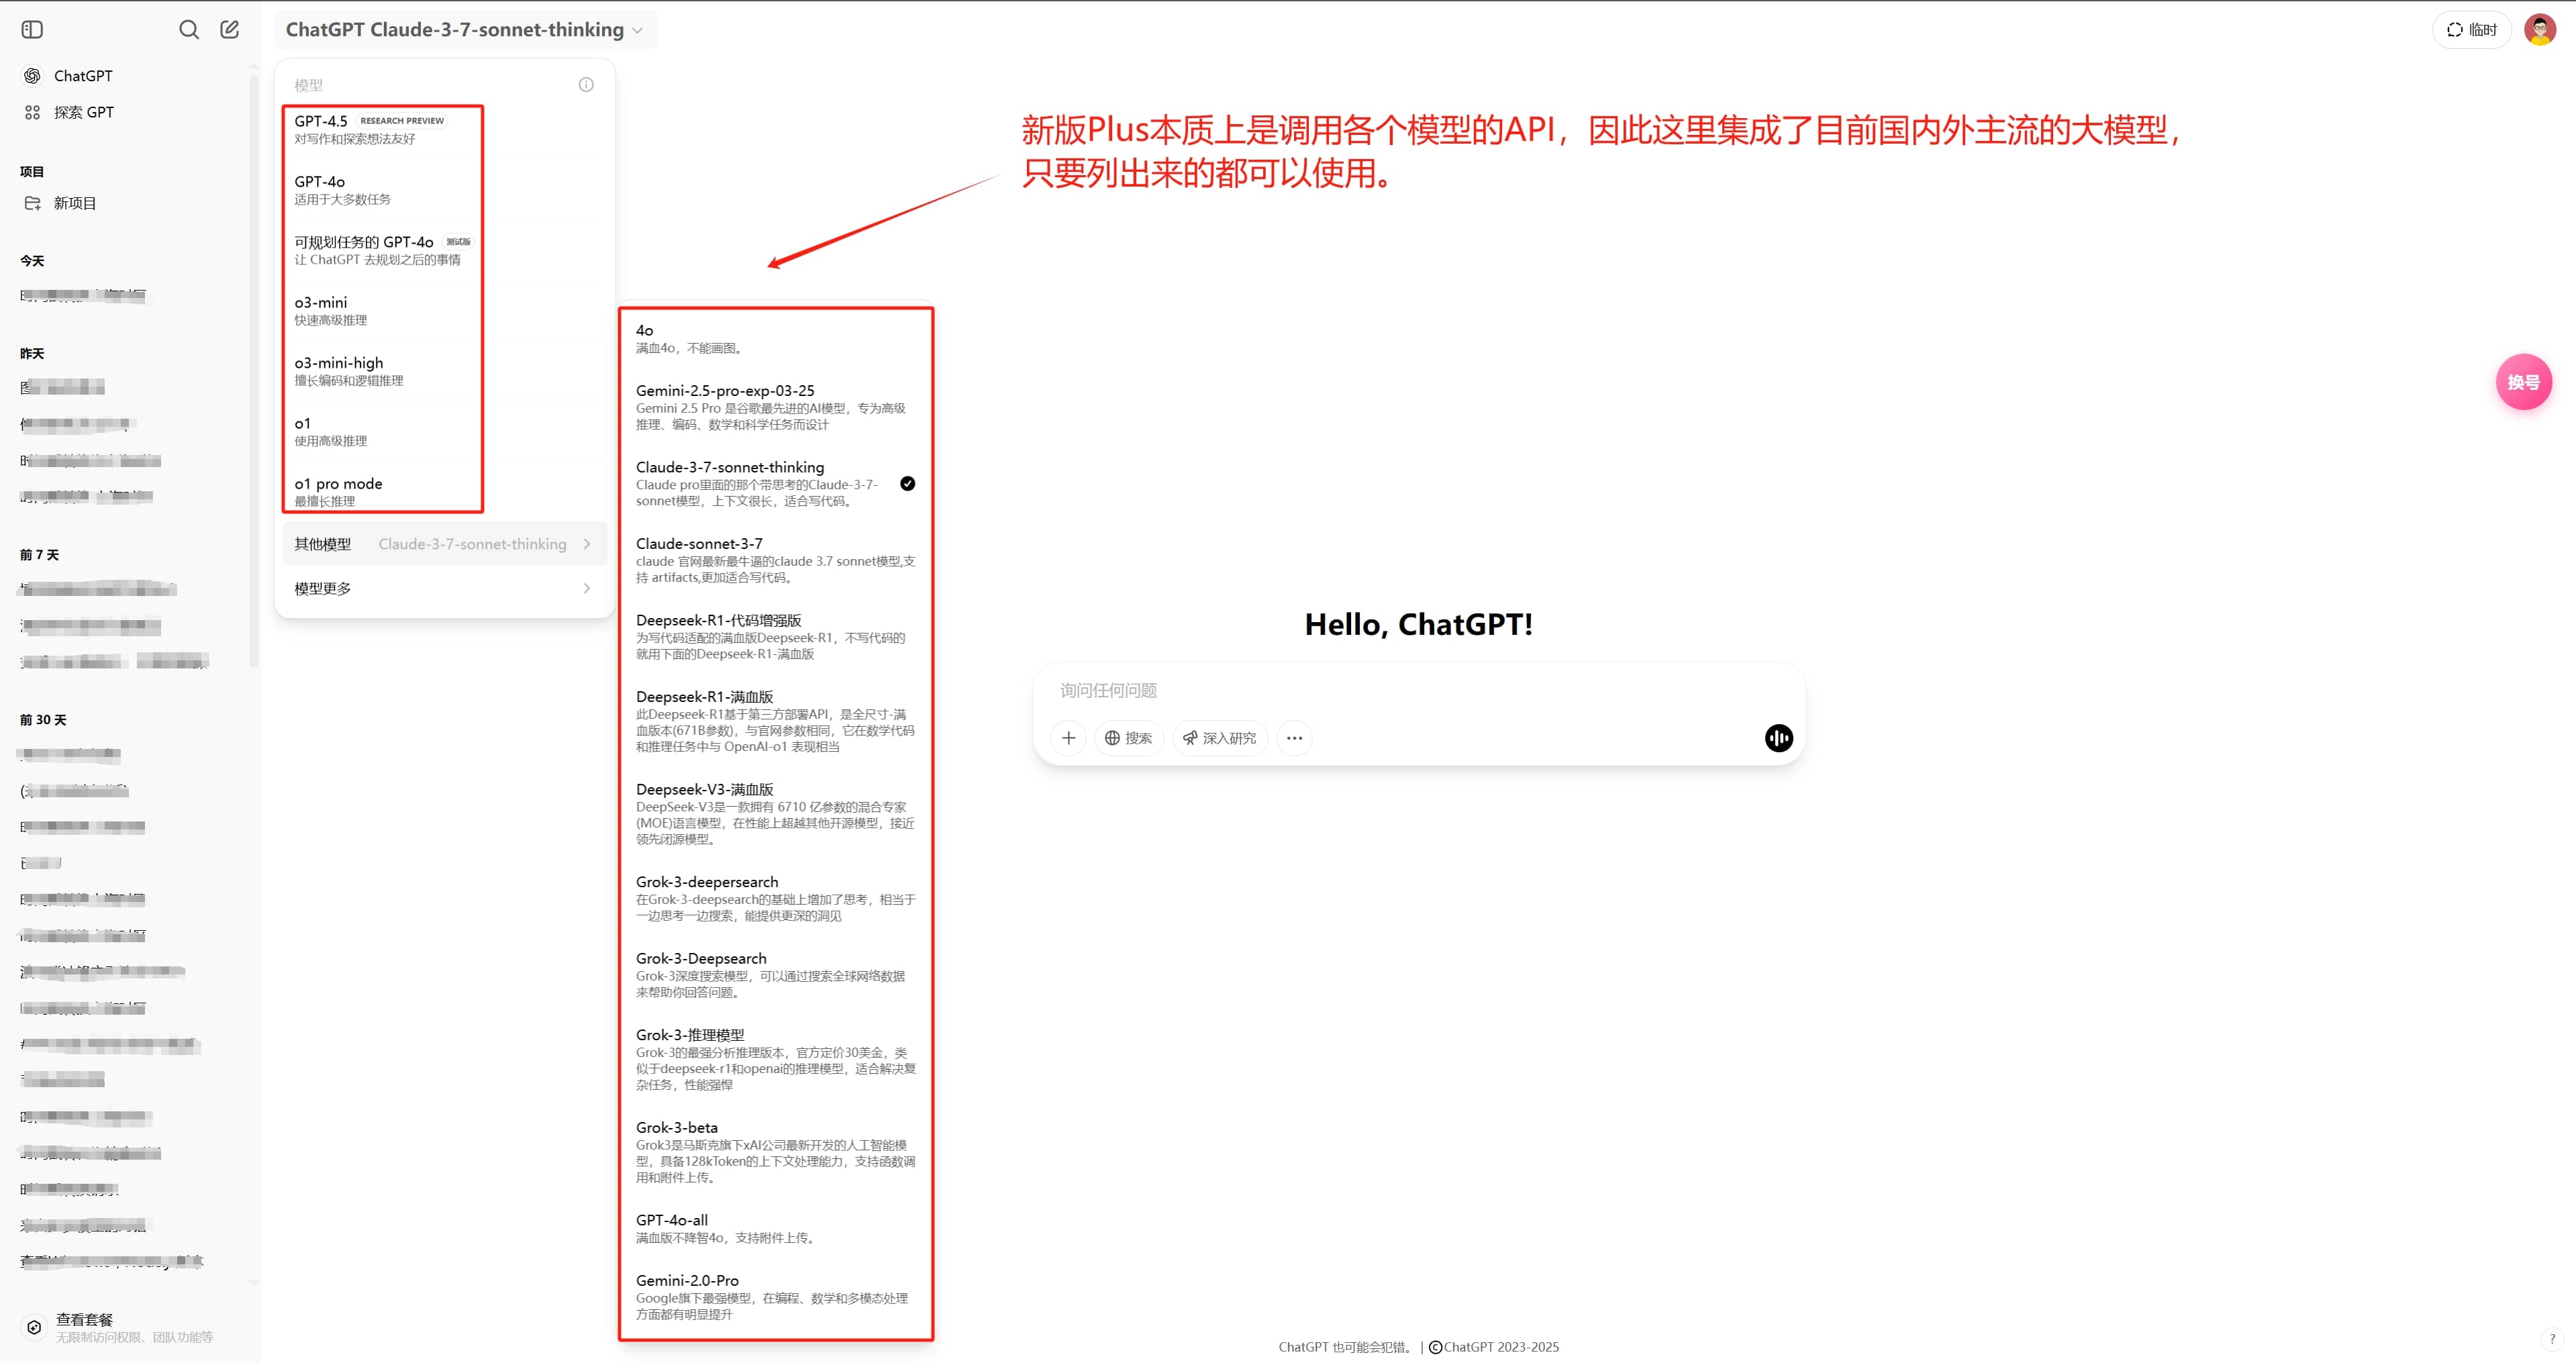 ChatGPT
探索 GPT
项目
新项目
今天
昨天
前 7 天
前 30 天
查看套餐
无限制访问权限、团队功能等
ChatGPT Claude-3-7-sonnet-thinking
临时
模型
GPT-4.5 RESEARCH PREVIEW
对写作和探索想法友好
GPT-4o
适用于大多数任务
可规划任务的 GPT-4o 测试版
让 ChatGPT 去规划之后的事情
o3-mini
快速高级推理
o3-mini-high
擅长编码和逻辑推理
o1
使用高级推理
o1 pro mode
最擅长推理
其他模型 Claude-3-7-sonnet-thinking
模型更多
4o
满血4o，不能画图。
Gemini-2.5-pro-exp-03-25
Gemini 2.5 Pro 是谷歌最先进的AI模型，专为高级
推理、编码、数学和科学任务而设计
Claude-3-7-sonnet-thinking
Claude pro里面的那个带思考的Claude-3-7-
sonnet模型，上下文很长，适合写代码。
Claude-sonnet-3-7
claude 官网最新最牛逼的claude 3.7 sonnet模型,支
持 artifacts,更加适合写代码。
Deepseek-R1-代码增强版
为写代码适配的满血版Deepseek-R1，不写代码的
就用下面的Deepseek-R1-满血版
Deepseek-R1-满血版
此Deepseek-R1基于第三方部署API，是全尺寸-满
血版本(671B参数)，与官网参数相同，它在数学代码
和推理任务中与 OpenAI-o1 表现相当
Deepseek-V3-满血版
DeepSeek-V3是一款拥有 6710 亿参数的混合专家
(MOE)语言模型，在性能上超越其他开源模型，接近
领先闭源模型。
Grok-3-deepersearch
在Grok-3-deepsearch的基础上增加了思考，相当于
一边思考一边搜索，能提供更深的洞见
Grok-3-Deepsearch
Grok-3深度搜索模型，可以通过搜索全球网络数据
来帮助你回答问题。
Grok-3-推理模型
Grok-3的最强分析推理版本，官方定价30美金，类
似于deepseek-r1和openai的推理模型，适合解决复
杂任务，性能强悍
Grok-3-beta
Grok3是马斯克旗下xAI公司最新开发的人工智能模
型，具备128kToken的上下文处理能力，支持函数调
用和附件上传。
GPT-4o-all
满血版不降智4o，支持附件上传。
Gemini-2.0-Pro
Google旗下最强模型，在编程、数学和多模态处理
方面都有明显提升
新版Plus本质上是调用各个模型的API，因此这里集成了目前国内外主流的大模型，
只要列出来的都可以使用。
换号
Hello, ChatGPT!
询问任何问题
搜索
深入研究
ChatGPT 也可能会犯错。 | ©ChatGPT 2023-2025
?